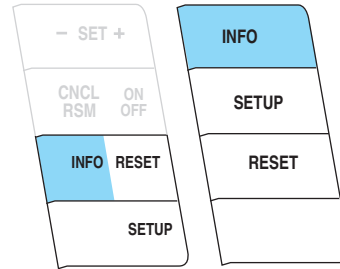 - SET +
CNCL ON
RSM OFF
INFO RESET
SETUP
INFO
SETUP
RESET